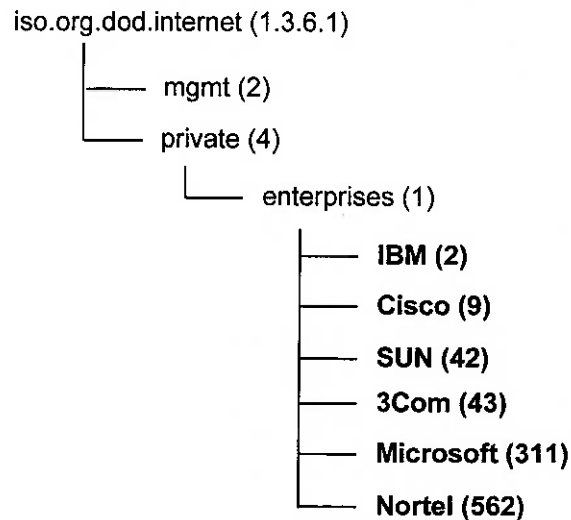 iso.org.dod.internet (1.3.6.1)
mgmt (2)
private (4)
enterprises (1)
IBM (2)
Cisco (9)
SUN (42)
3Com (43)
Microsoft (311)
Nortel (562)